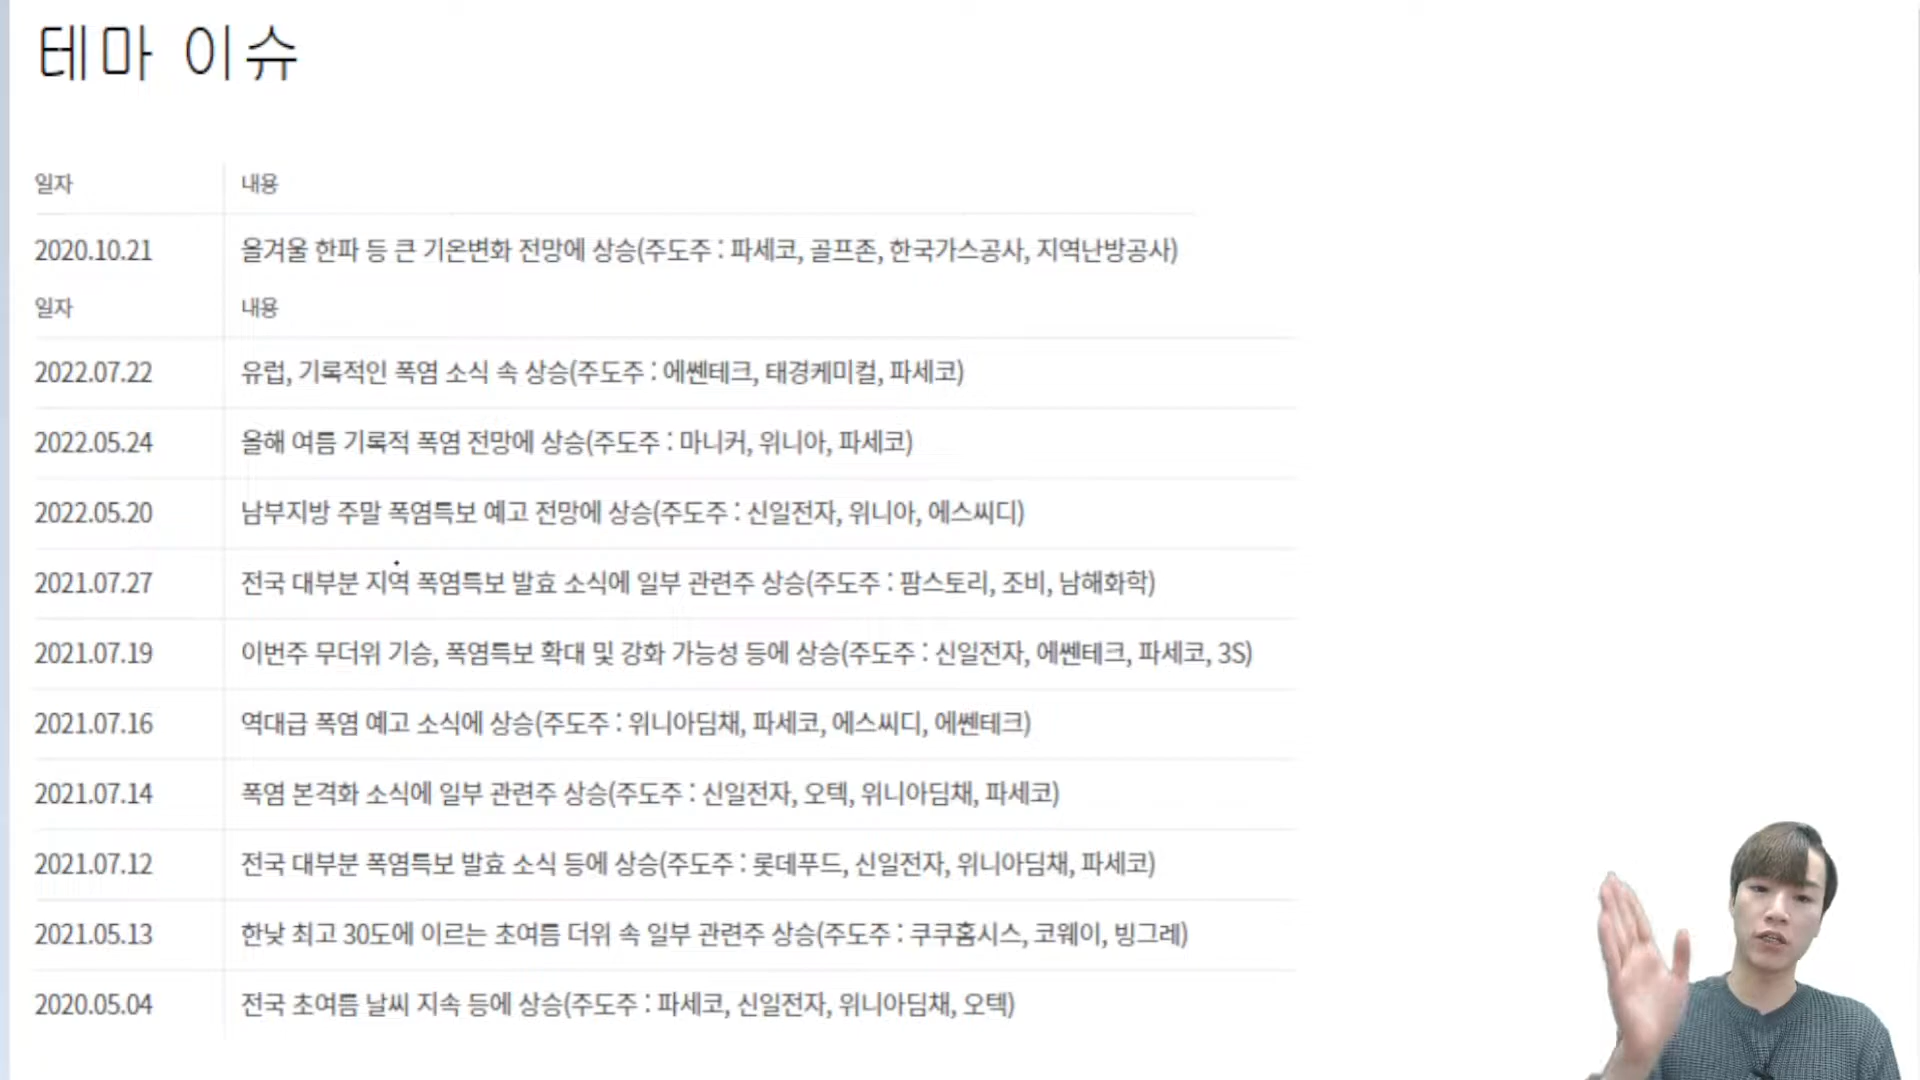 테마 이슈
일자 내용
2020.10.21 올겨울 한파 등 큰 기온변화 전망에 상승(주도주 : 파세코, 골프존, 한국가스공사, 지역난방공사)
일자 내용
2022.07.22 유럽, 기록적인 폭염 소식 속 상승(주도주 : 에쎈테크, 태경케미컬, 파세코)
2022.05.24 올해 여름 기록적 폭염 전망에 상승(주도주 : 마니커, 위니아, 파세코)
2022.05.20 남부지방 주말 폭염특보 예고 전망에 상승(주도주 : 신일전자, 위니아, 에스씨디)
2021.07.27 전국 대부분 지역 폭염특보 발효 소식에 일부 관련주 상승(주도주 : 팜스토리, 조비, 남해화학)
2021.07.19 이번주 무더위 기승, 폭염특보 확대 및 강화 가능성 등에 상승(주도주 : 신일전자, 에쎈테크, 파세코, 3S)
2021.07.16 역대급 폭염 예고 소식에 상승(주도주 : 위니아딤채, 파세코, 에스씨디, 에쎈테크)
2021.07.14 폭염 본격화 소식에 일부 관련주 상승(주도주 : 신일전자, 오텍, 위니아딤채, 파세코)
2021.07.12 전국 대부분 폭염특보 발효 소식 등에 상승(주도주 : 롯데푸드, 신일전자, 위니아딤채, 파세코)
2021.05.13 한낮 최고 30도에 이르는 초여름 더위 속 일부 관련주 상승(주도주 : 쿠쿠홈시스, 코웨이, 빙그레)
2020.05.04 전국 초여름 날씨 지속 등에 상승(주도주 : 파세코, 신일전자, 위니아딤채, 오텍)